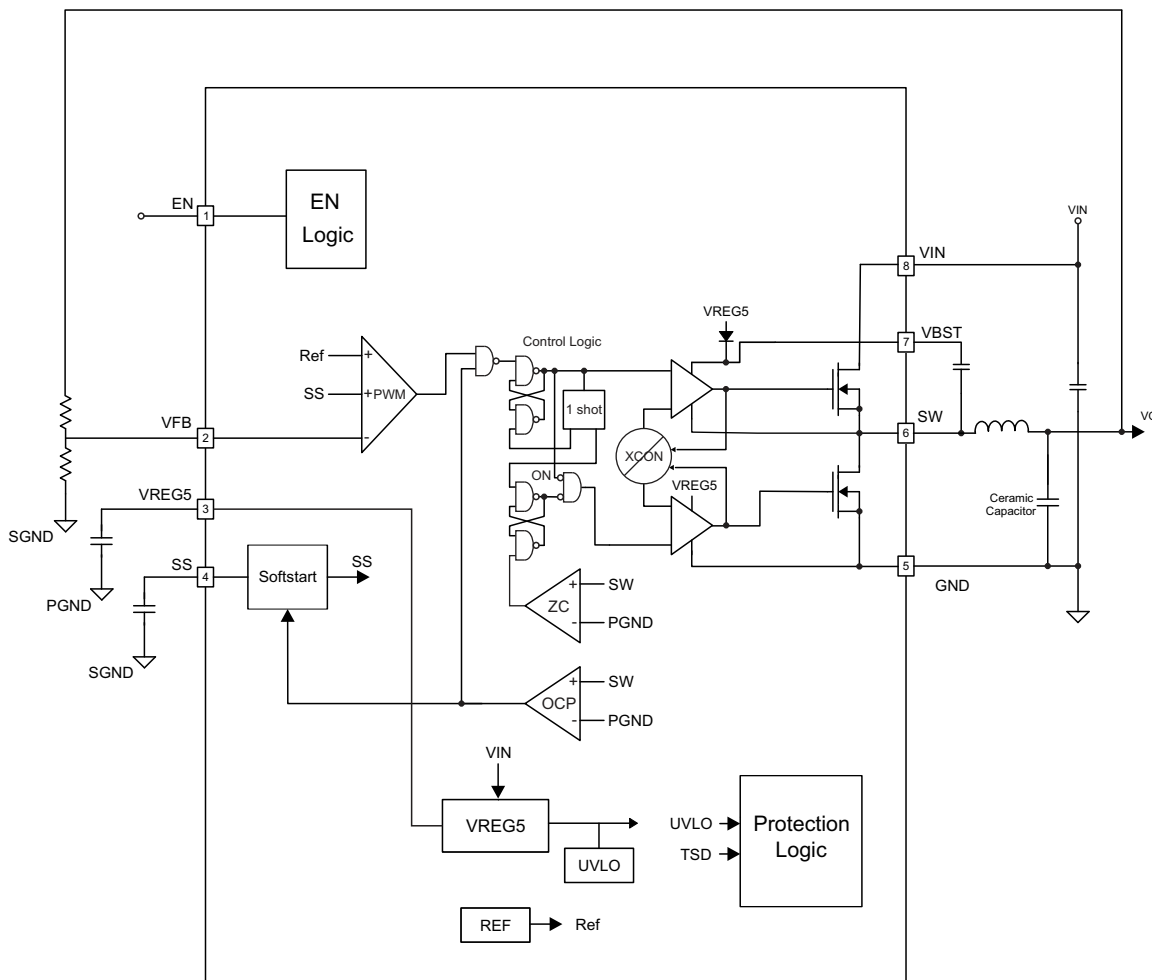 EN
1
EN
Logic
VIN
VIN
8
VREG5
VBST
7
Control Logic
Ref
+
SS
+
PWM
-
1 shot
VFB
2
XCON
SW
6
ON
VREG5
VREG5
3
SGND
Ceramic
Capacitor
SS
4
Softstart
SS
5
GND
PGND
+
SW
ZC
-
PGND
SGND
+
SW
OCP
-
PGND
VIN
VREG5
UVLO
UVLO
TSD
Protection
Logic
REF
Ref